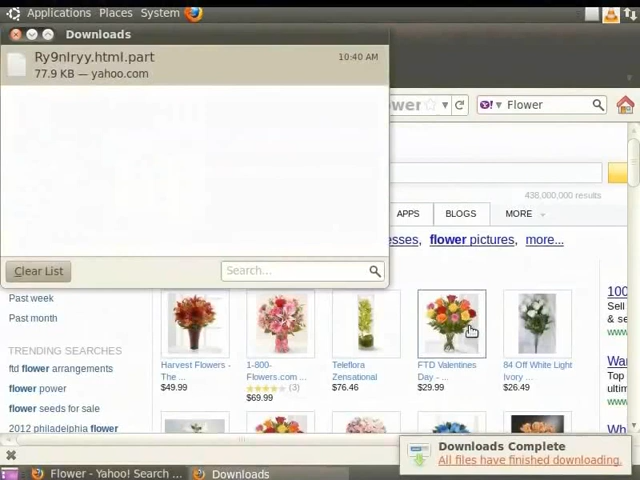 Applications Places System
Downloads
Ry9nlryy.html.part
10:40 AM
77.9 KB — yahoo.com
Clear List
Search...
Flower
438,000,000 results
APPS
BLOGS
MORE
flower pictures,
more...
Past week
Past month
TRENDING SEARCHES
ftd flower arrangements
flower power
flower seeds for sale
2012 philadelphia flower
Harvest Flowers -
The ...
$49.99
1-800-
Flowers.com ...
(3)
$69.99
Teleflora
Zensational
$76.46
FTD Valentines
Day - ...
$29.99
84 Off White Light
Ivory ...
$26.49
Sell
& se
Top
ultim
Downloads Complete
All files have finished downloading.
Flower - Yahoo! Search ...
Downloads